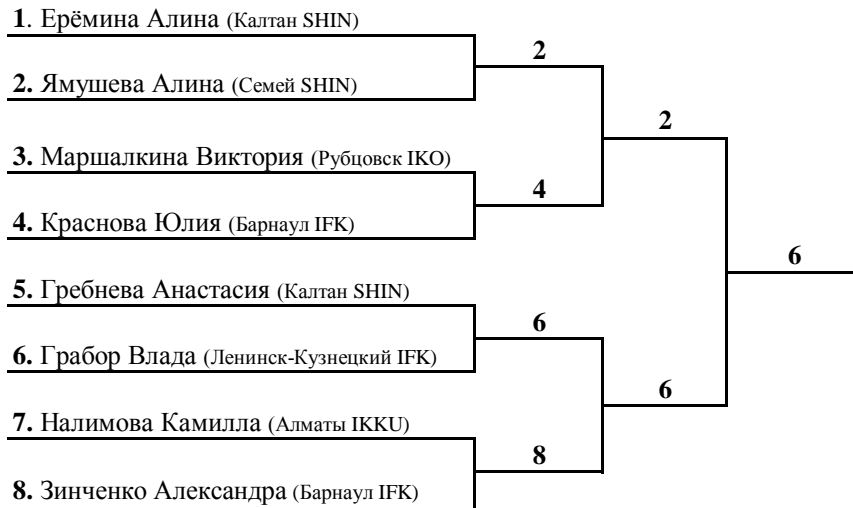 1. Ерёмина Алина (Калтан SHIN)
2
2. Ямушева Алина (Семей SHIN)
2
3. Маршалкина Виктория (Рубцовск IKO)
4
4. Краснова Юлия (Барнаул IFK)
6
5. Гребнева Анастасия (Калтан SHIN)
6
6. Грабор Влада (Ленинск-Кузнецкий IFK)
6
7. Налимова Камилла (Алматы IKKU)
8
8. Зинченко Александра (Барнаул IFK)